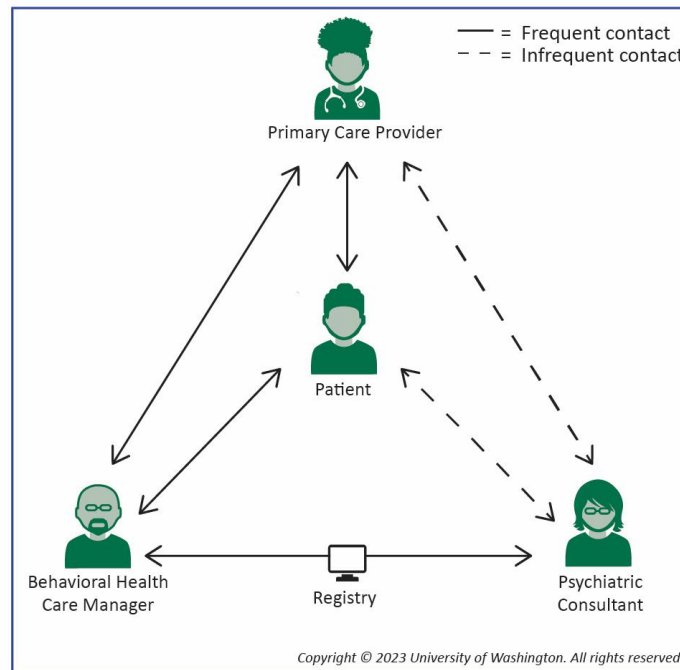 = Frequent contact
= Infrequent contact
Primary Care Provider
Patient
Behavioral Health
Care Manager
Registry
Psychiatric
Consultant
Copyright © 2023 University of Washington. All rights reserved